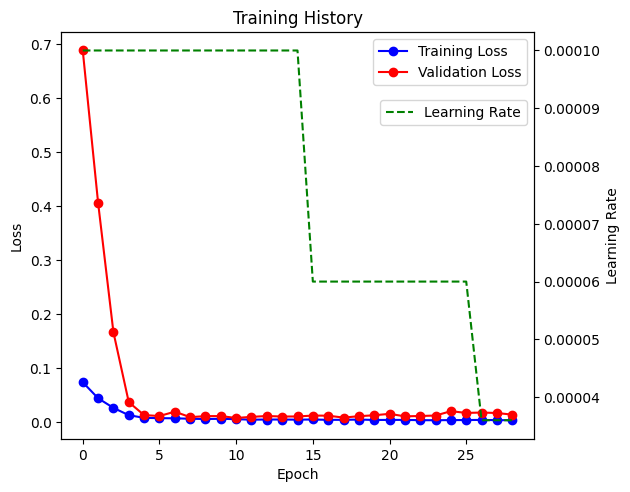 Training History
Training Loss
Validation Loss
Learning Rate
Loss
0.7
0.6
0.5
0.4
0.3
0.2
0.1
0.0
0.00010
0.00009
0.00008
0.00007
0.00006
0.00005
0.00004
Learning Rate
0 5 10 15 20 25
Epoch